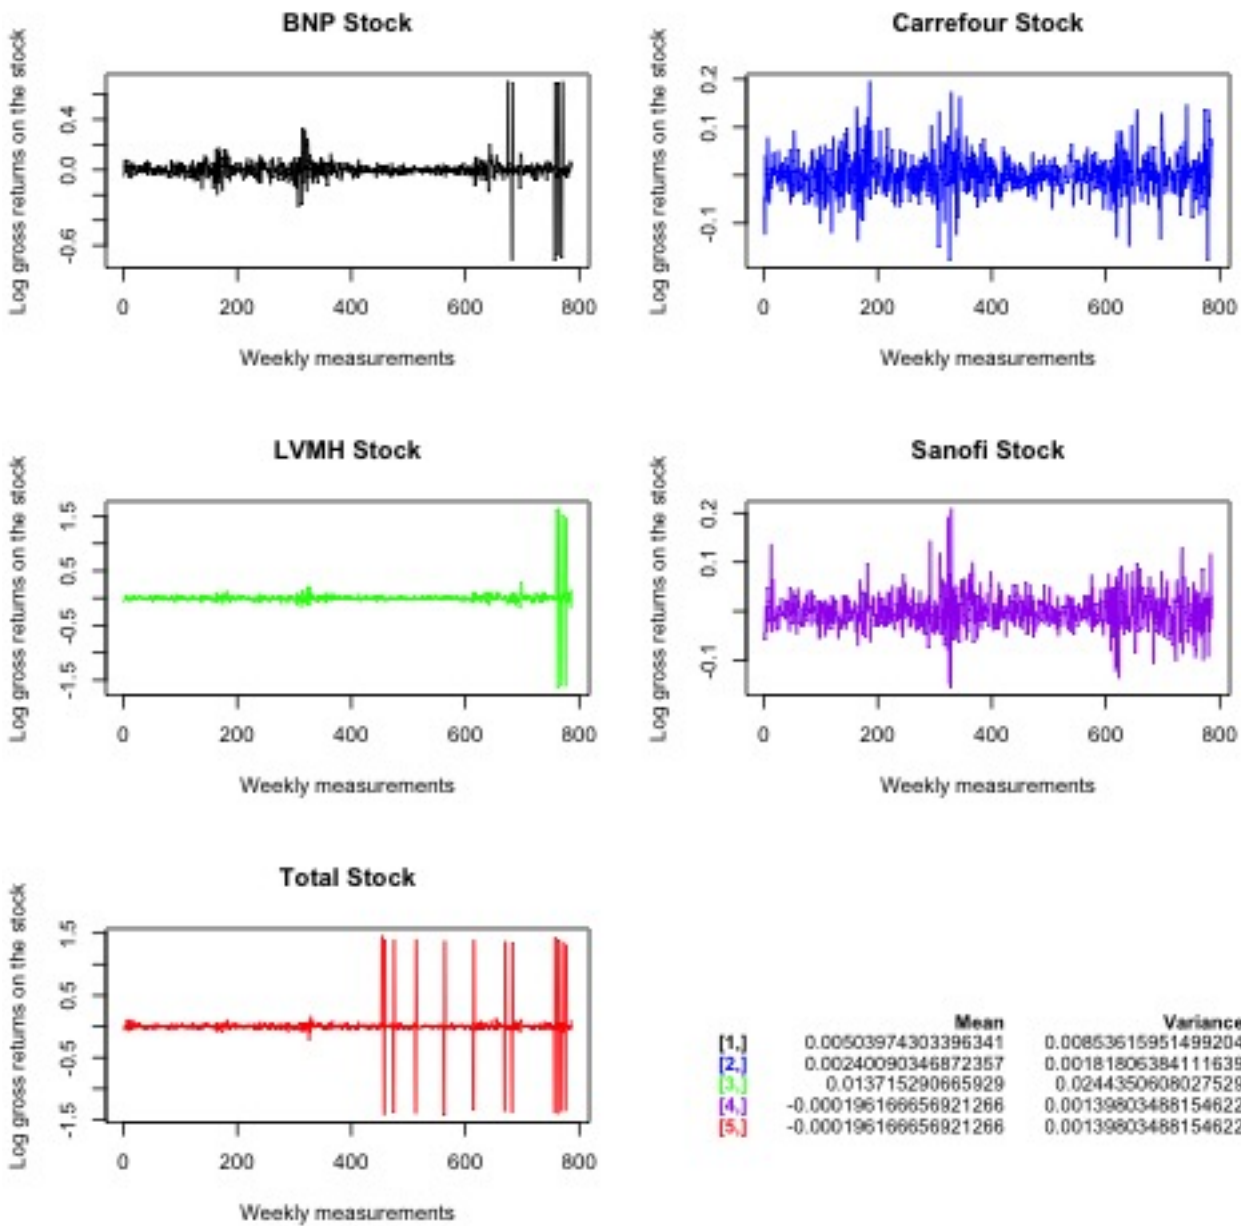 BNP Stock
Log gross returns on the stock
0.4
0.0
-0.6
0 200 400 600 800
Weekly measurements
Carrefour Stock
Log gross returns on the stock
0.2
0.1
-0.1
0 200 400 600 800
Weekly measurements
LVMH Stock
Log gross returns on the stock
1.5
0.5
-0.5
-1.5
0 200 400 600 800
Weekly measurements
Sanofi Stock
Log gross returns on the stock
0.2
0.1
-0.1
0 200 400 600 800
Weekly measurements
Total Stock
Log gross returns on the stock
1.5
0.5
-0.5
-1.5
0 200 400 600 800
Weekly measurements
Mean Variance
[1,] 0.00503974303396341 0.00853615951499204
[2,] 0.00240090346872357 0.00181806384111639
[3,] 0.013715290665929 0.0244350608027529
[4,] -0.000196166656921266 0.00139803488154622
[5,] -0.000196166656921266 0.00139803488154622